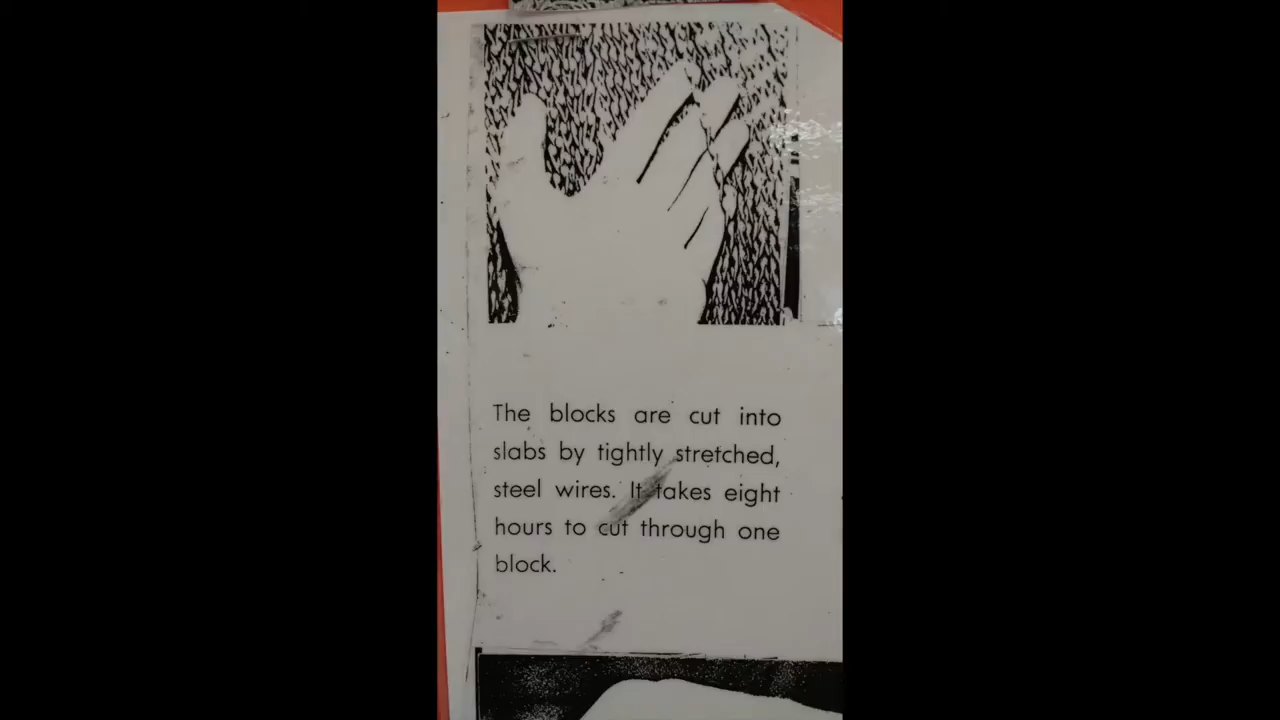 The blocks are cut into
slabs by tightly stretched,
steel wires. It takes eight
hours to cut through one
block.